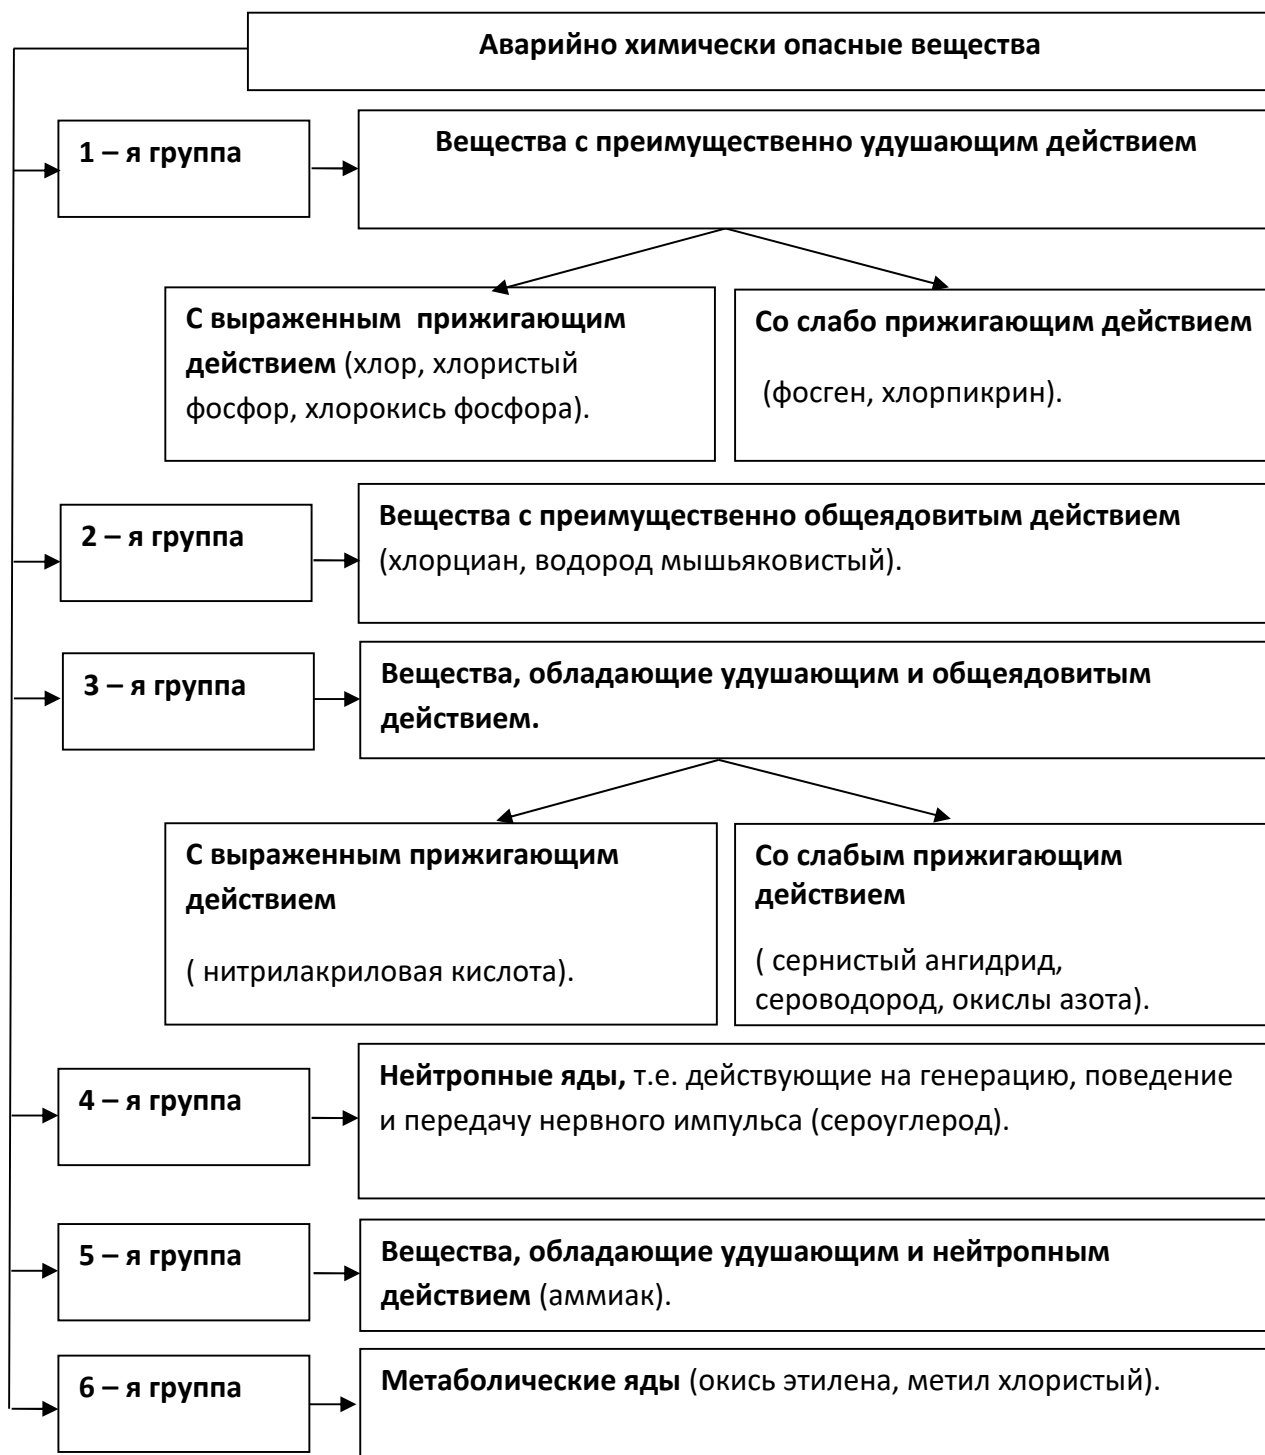 Аварийно химически опасные вещества
1 – я группа
Вещества с преимущественно удушающим действием
С выраженным прижигающим
действием (хлор, хлористый
фосфор, хлорокись фосфора).
Со слабо прижигающим действием
(фосген, хлорпикрин).
2 – я группа
Вещества с преимущественно общеядовитым действием
(хлорциан, водород мышьяковистый).
3 – я группа
Вещества, обладающие удушающим и общеядовитым
действием.
С выраженным прижигающим
действием
( нитрилакриловая кислота).
Со слабым прижигающим
действием
( сернистый ангидрид,
сероводород, окислы азота).
4 – я группа
Нейтропные яды, т.е. действующие на генерацию, поведение
и передачу нервного импульса (сероуглерод).
5 – я группа
Вещества, обладающие удушающим и нейтропным
действием (аммиак).
6 – я группа
Метаболические яды (окись этилена, метил хлористый).